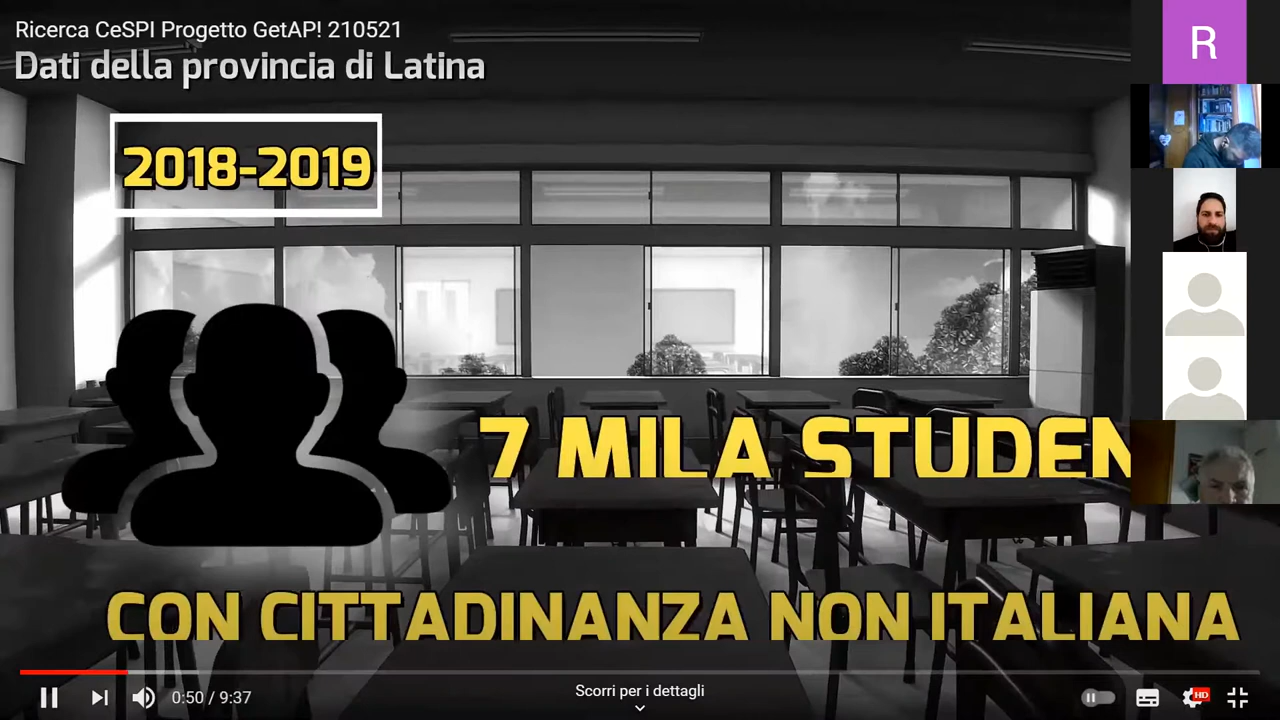 Ricerca CeSPI Progetto GetAP! 210521
Dati della provincia di Latina
R
2018-2019
7 MILA STUDEN
CON CITTADINANZA NON ITALIANA
0:50 / 9:37
Scorri per i dettagli
HD